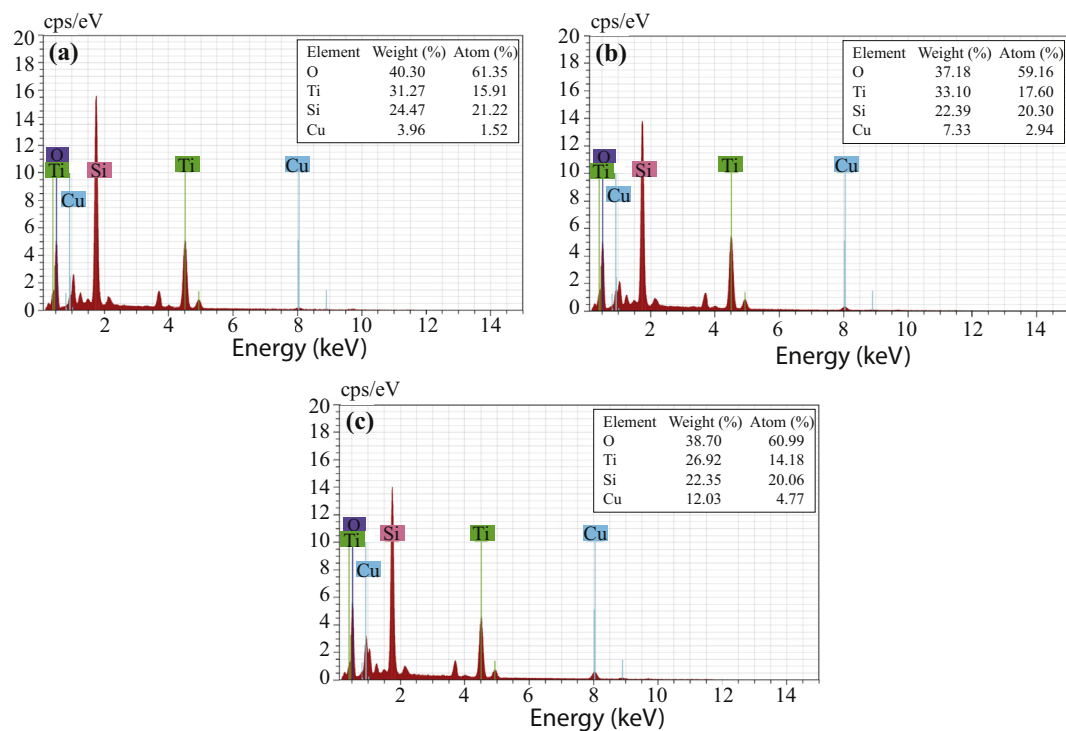 cps/eV
(a)
20
18
16
14
12
10
8
6
4
2
0
Element Weight (%) Atom (%)
O 40.30 61.35
Ti 31.27 15.91
Si 24.47 21.22
Cu 3.96 1.52
O
Ti Si Ti Cu
Cu
2 4 6 8 10 12 14
Energy (keV)
cps/eV
(b)
20
18
16
14
12
10
8
6
4
2
0
Element Weight (%) Atom (%)
O 37.18 59.16
Ti 33.10 17.60
Si 22.39 20.30
Cu 7.33 2.94
O
Ti Si Ti Cu
Cu
2 4 6 8 10 12 14
Energy (keV)
cps/eV
(c)
20
18
16
14
12
10
8
6
4
2
0
Element Weight (%) Atom (%)
O 38.70 60.99
Ti 26.92 14.18
Si 22.35 20.06
Cu 12.03 4.77
O
Ti Si Ti Cu
Cu
2 4 6 8 10 12 14
Energy (keV)